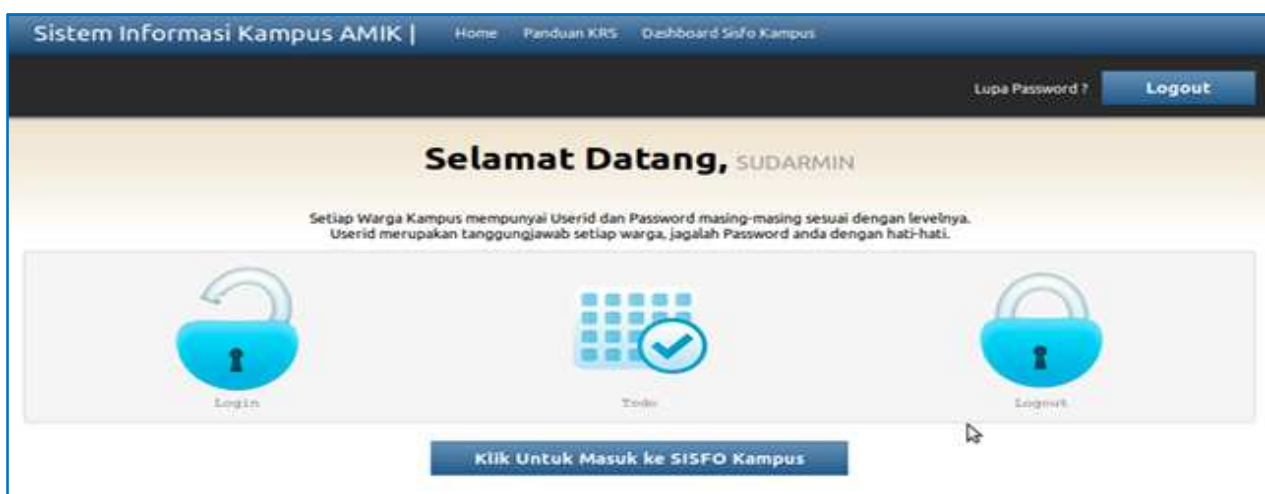 Sistem Informasi Kampus AMIK | Home Panduan KRS Dashboard Sisfo Kampus
Lupa Password ? Logout
Selamat Datang, SUDARMIN
Setiap Warga Kampus mempunyai Userid dan Password masing-masing sesuai dengan levelnya.
Userid merupakan tanggungjawab setiap warga, jagalah Password anda dengan hati-hati.
Login Todo Logout
Klik Untuk Masuk ke SISFO Kampus